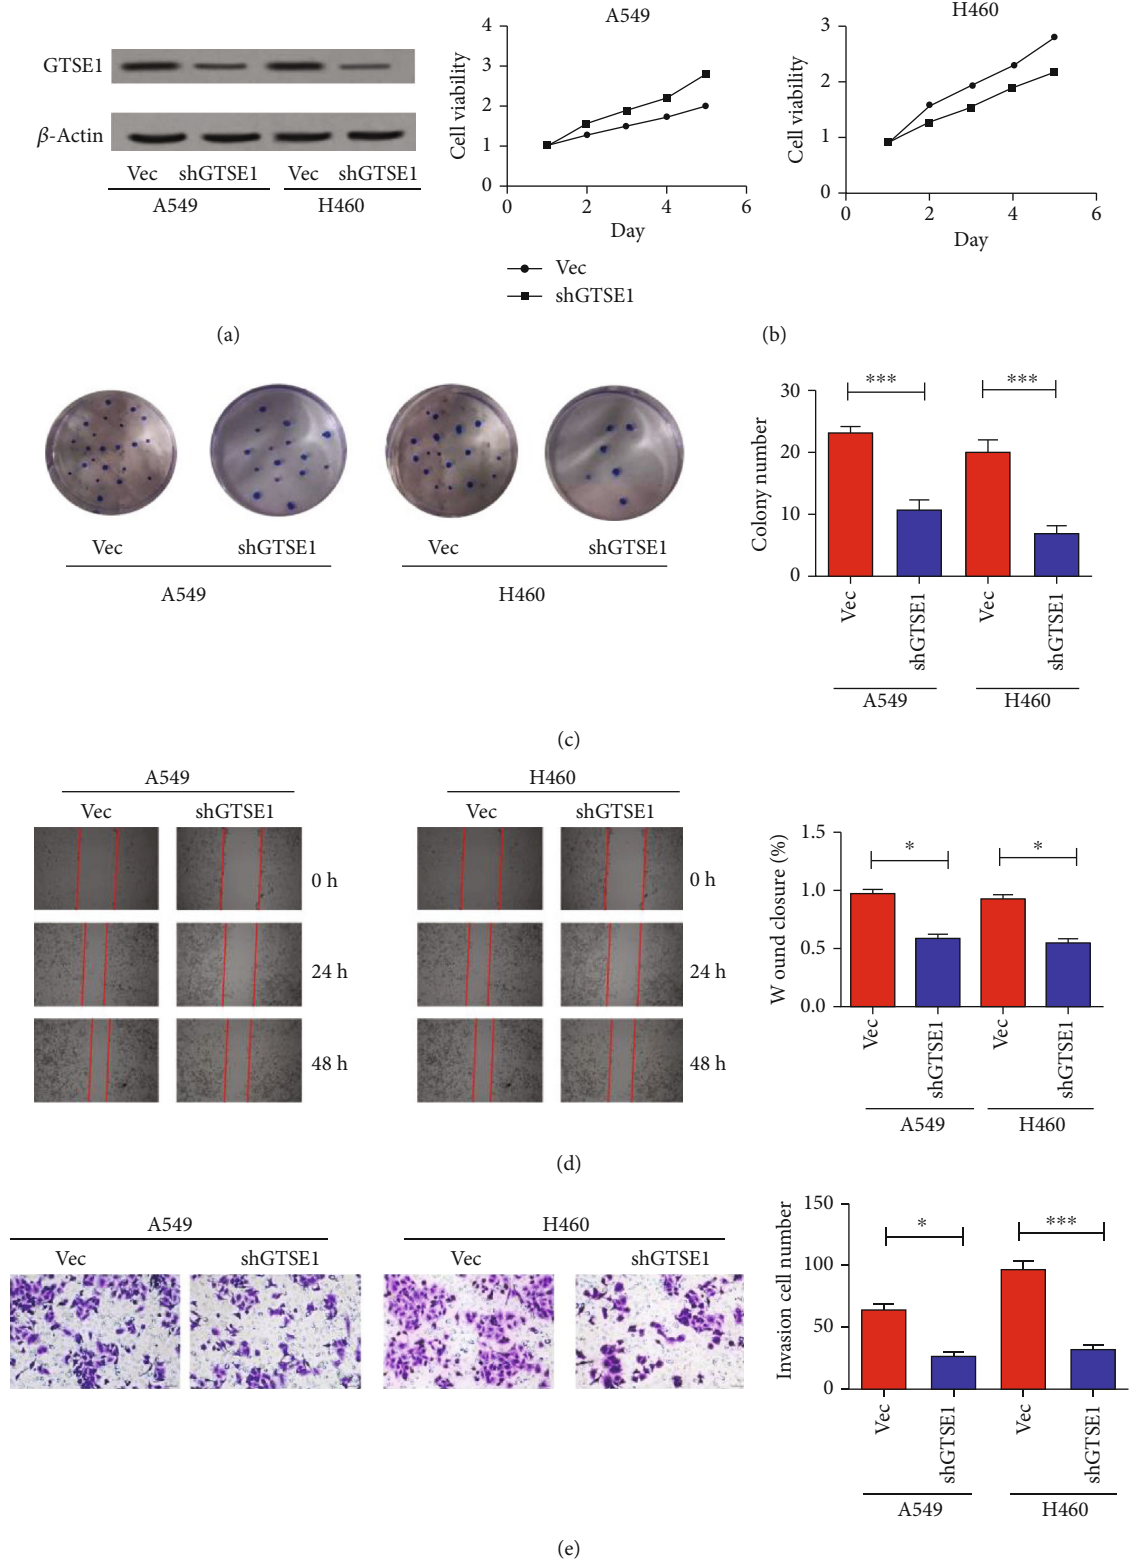 GTSE1
β-Actin
Vec shGTSE1 Vec shGTSE1
A549 H460
(a)
A549
Cell viability
4
3
2
1
0
0 2 4 6
Day
H460
Cell viability
3
2
1
0
0 2 4 6
Day
Vec
shGTSE1
(b)
Vec shGTSE1 Vec shGTSE1
A549 H460
Colony number
30
20
10
0
*** ***
Vec shGTSE1 Vec shGTSE1
A549 H460
(c)
A549 H460
Vec shGTSE1 Vec shGTSE1
0 h 0 h
24 h 24 h
48 h 48 h
W ound closure (%)
1.5
1.0
0.5
0.0
* *
Vec shGTSE1 Vec shGTSE1
A549 H460
(d)
A549 H460
Vec shGTSE1 Vec shGTSE1
Invasion cell number
150
100
50
0
* ***
Vec shGTSE1 Vec shGTSE1
A549 H460
(e)